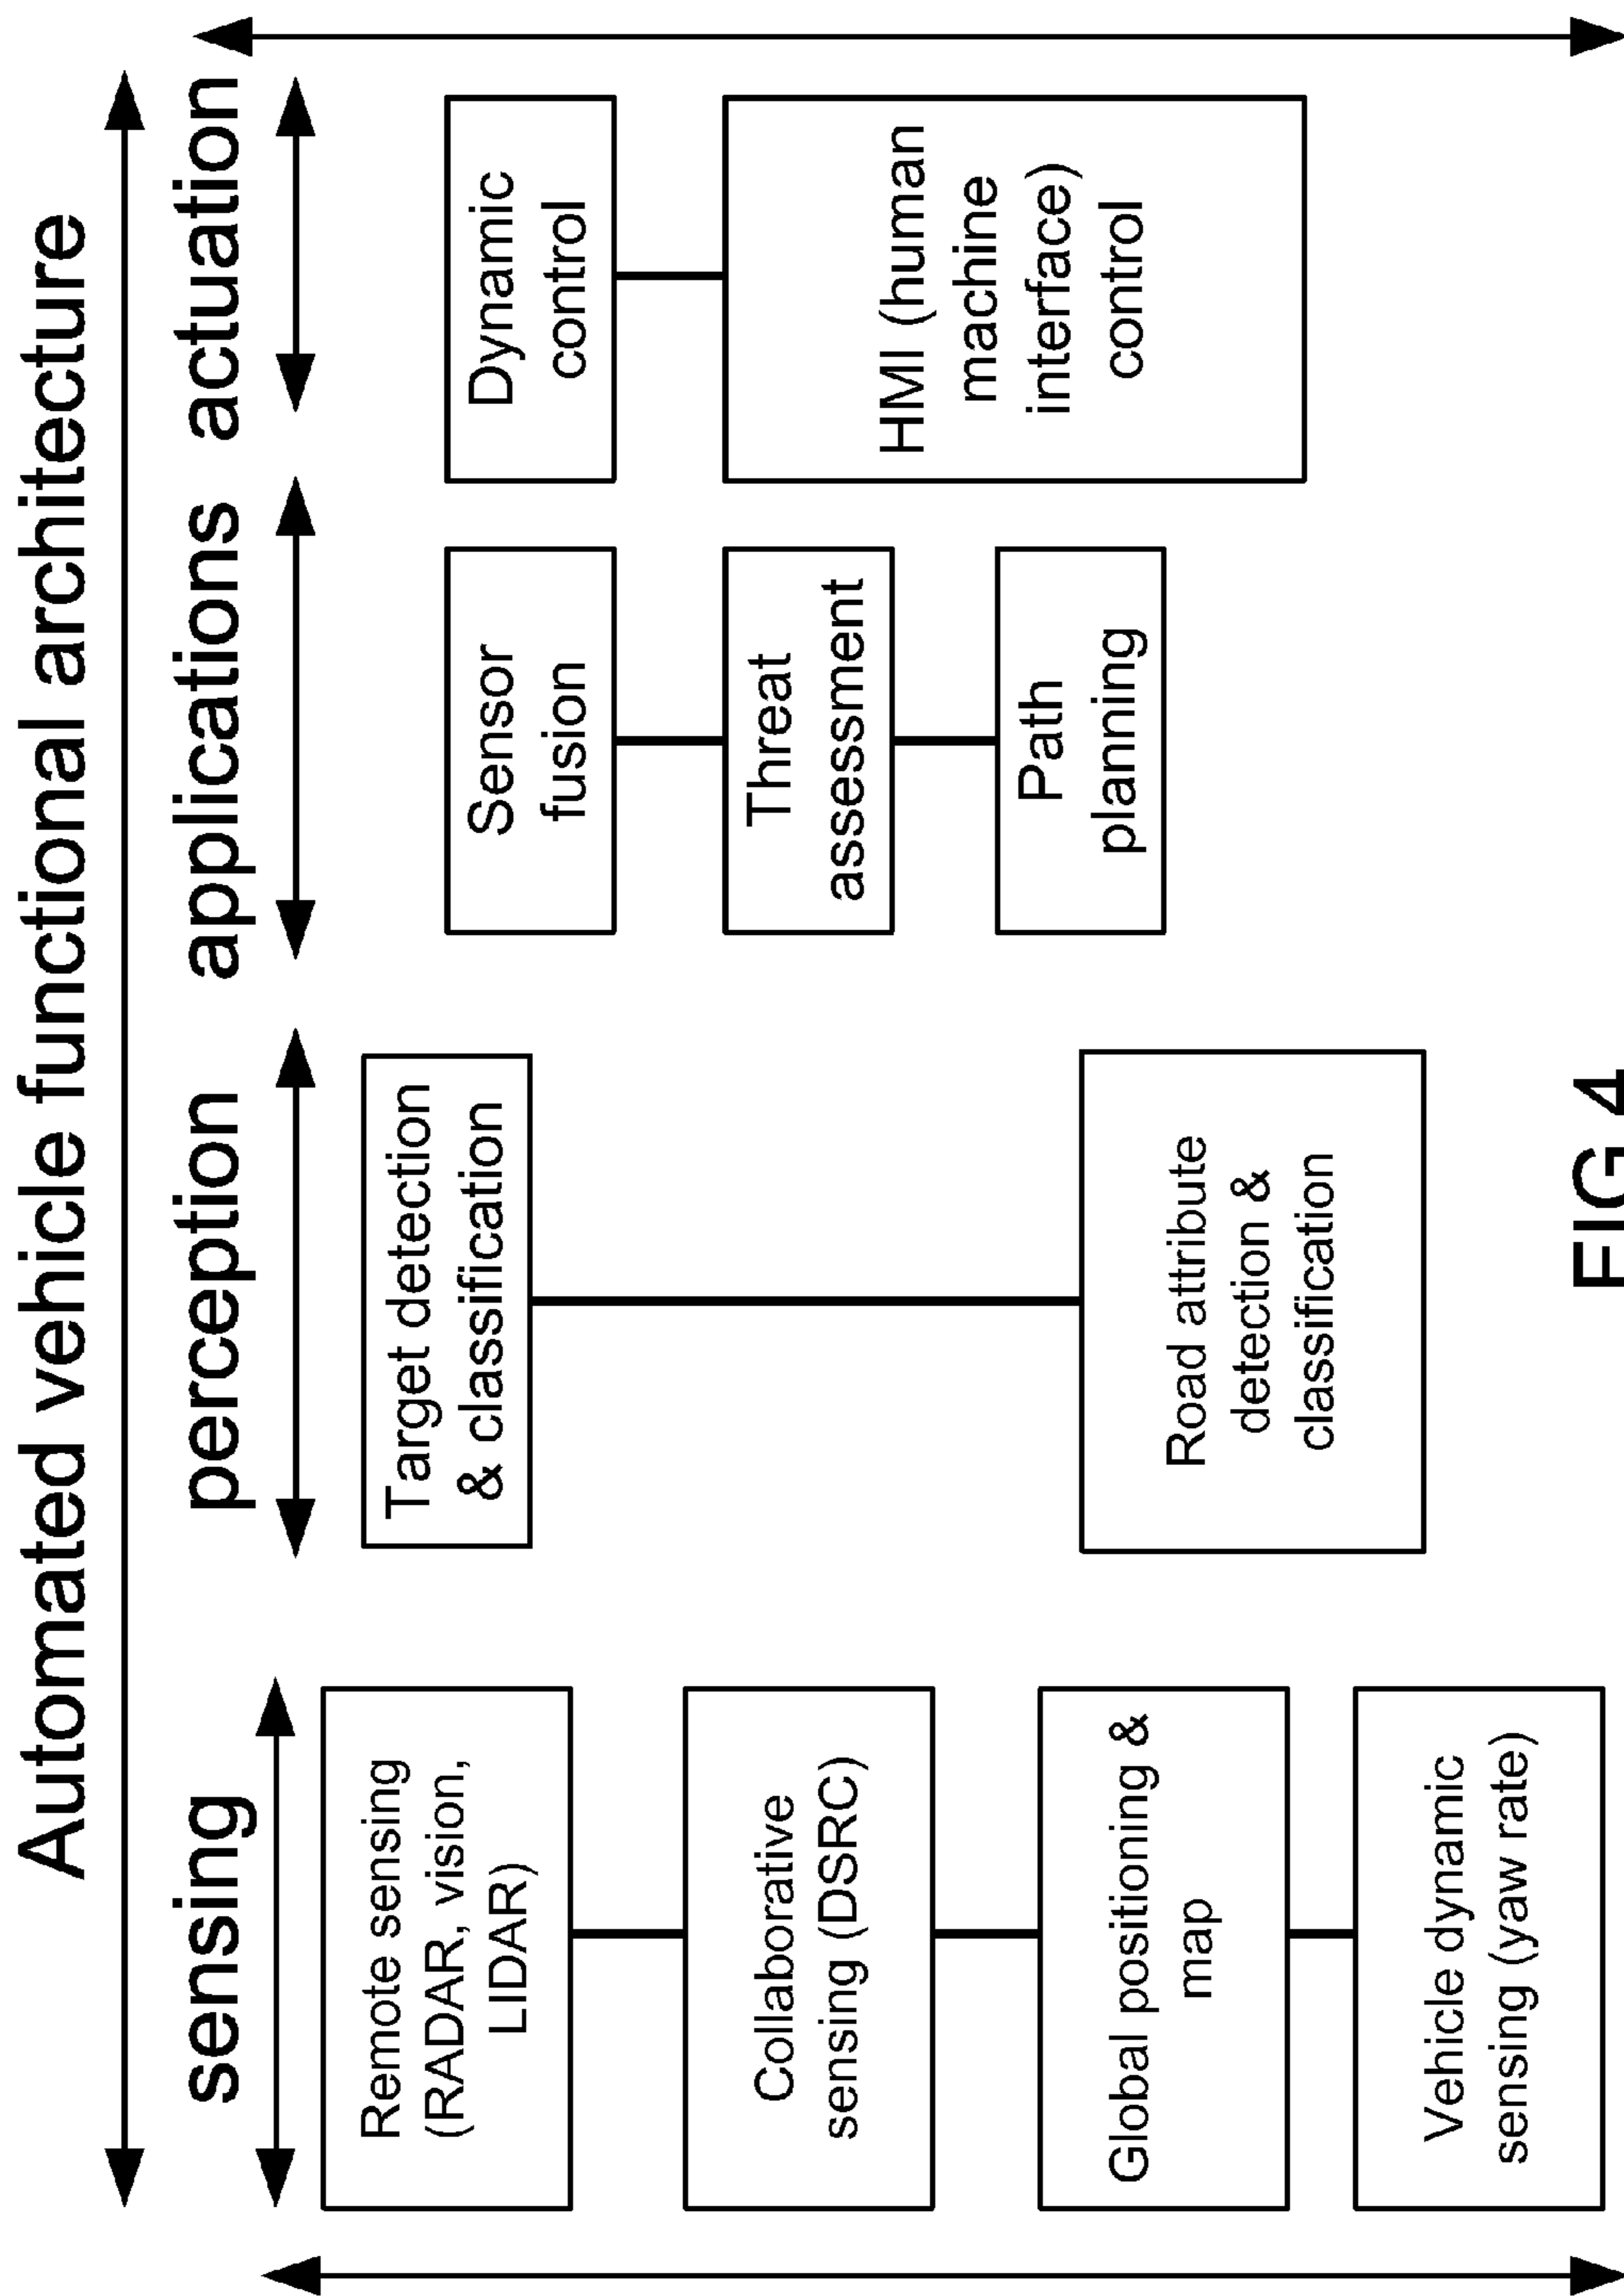 Automated vehicle functional architecture
sensing
perception
applications
actuation
Remote sensing
(RADAR, vision,
LIDAR)
Collaborative
sensing (DSRC)
Global positioning &
map
Vehicle dynamic
sensing (yaw rate)
Target detection
& classification
Road attribute
detection &
classification
Sensor
fusion
Threat
assessment
Path
planning
Dynamic
control
HMI (human
machine
interface)
control
FIG 4